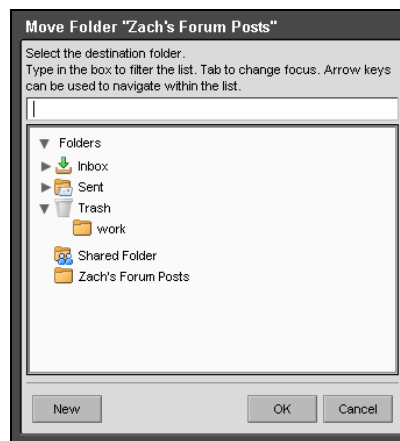 Move Folder "Zach's Forum Posts"
Select the destination folder.
Type in the box to filter the list. Tab to change focus. Arrow keys
can be used to navigate within the list.
Folders
Inbox
Sent
Trash
work
Shared Folder
Zach's Forum Posts
New
OK
Cancel